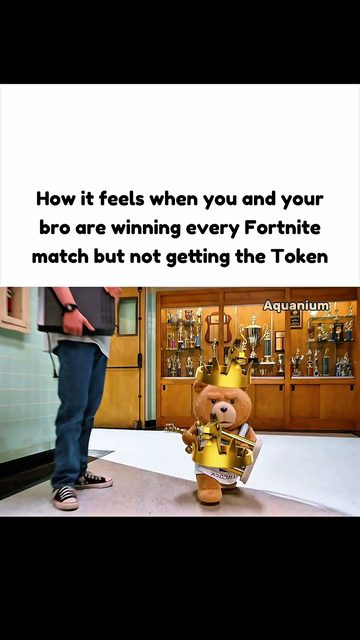 How it feels when you and your
bro are winning every Fortnite
match but not getting the Token
Aquanium